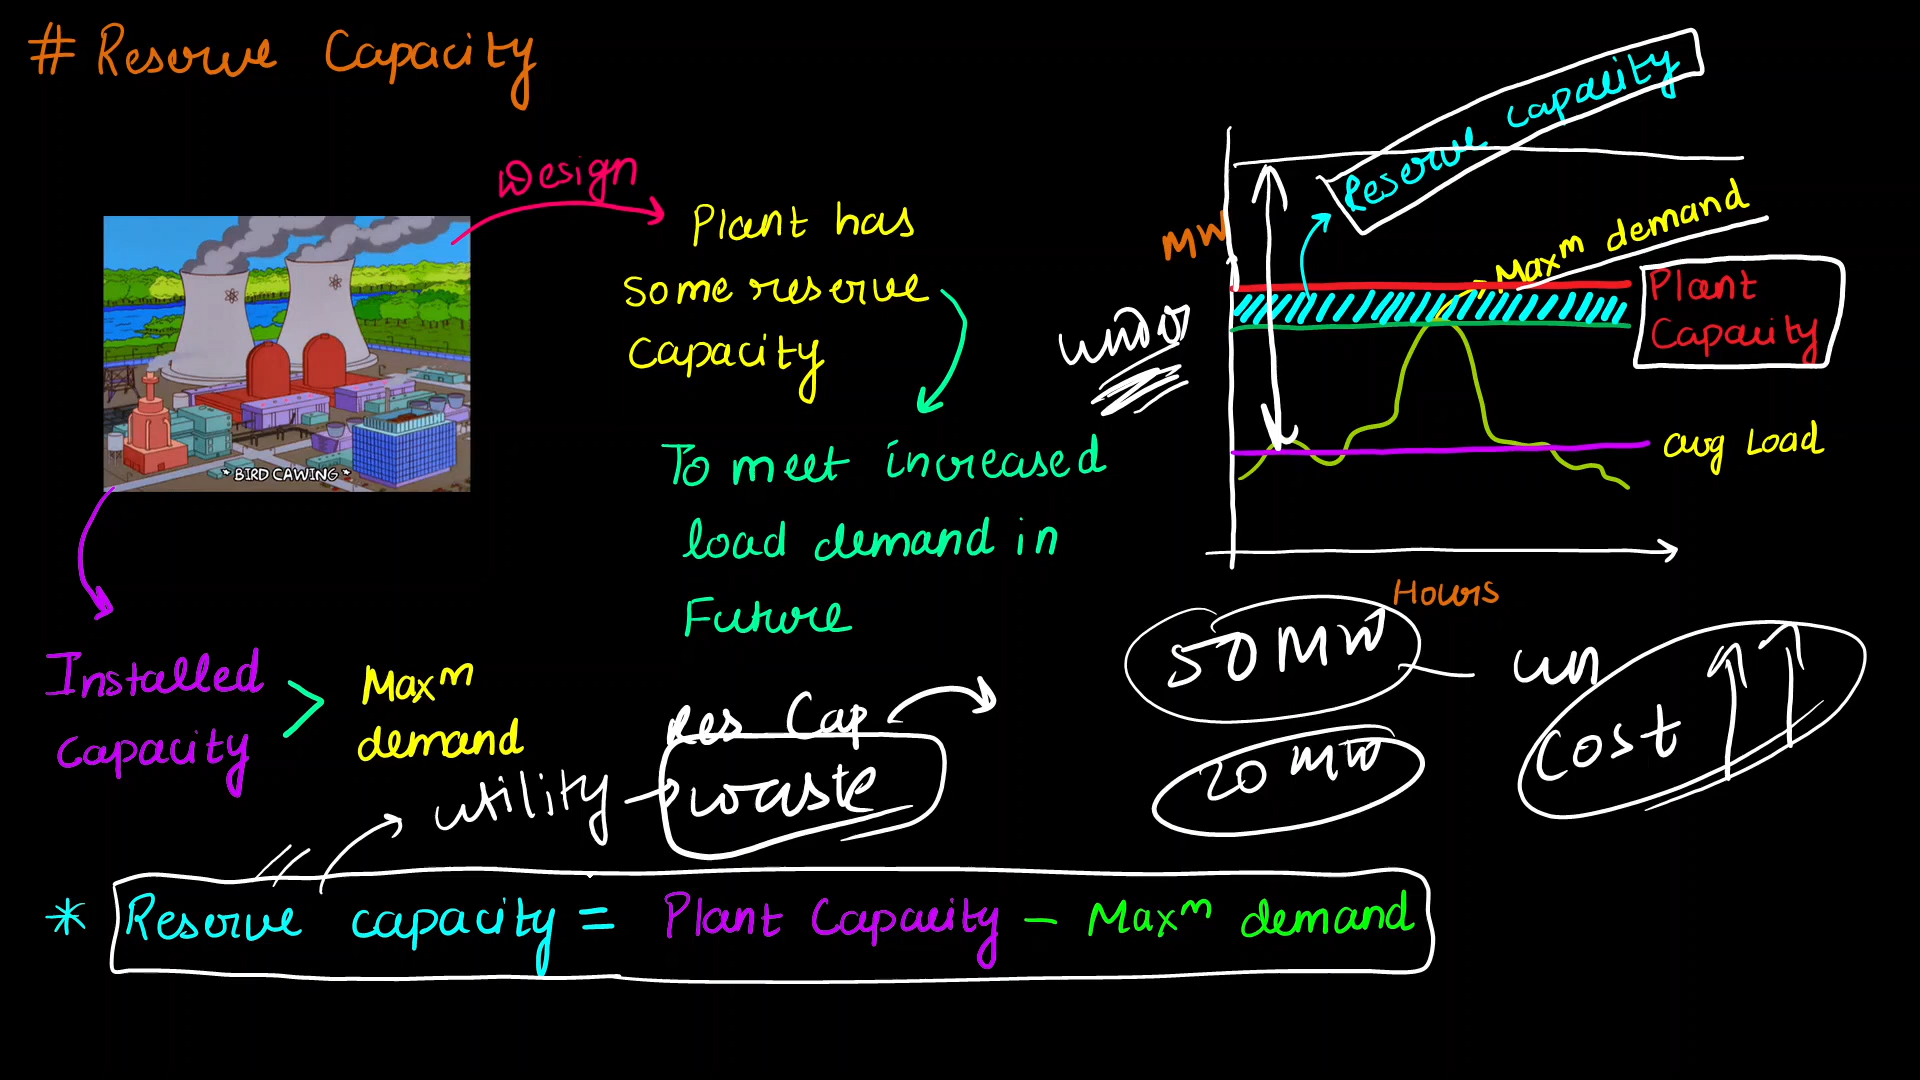 # Reserve Capacity
Design
Plant has
some reserve
capacity
To meet increased
load demand in
Future
* BIRD CAWING *
Installed
capacity
>
Maxᵐ
demand
Res Cap
utility
waste
* Reserve capacity = Plant Capacity - Maxᵐ demand
Reserve capacity
MW
Maxᵐ demand
Plant
Capacity
avg Load
Hours
50 MW
un
20 MW
Cost ↑↑